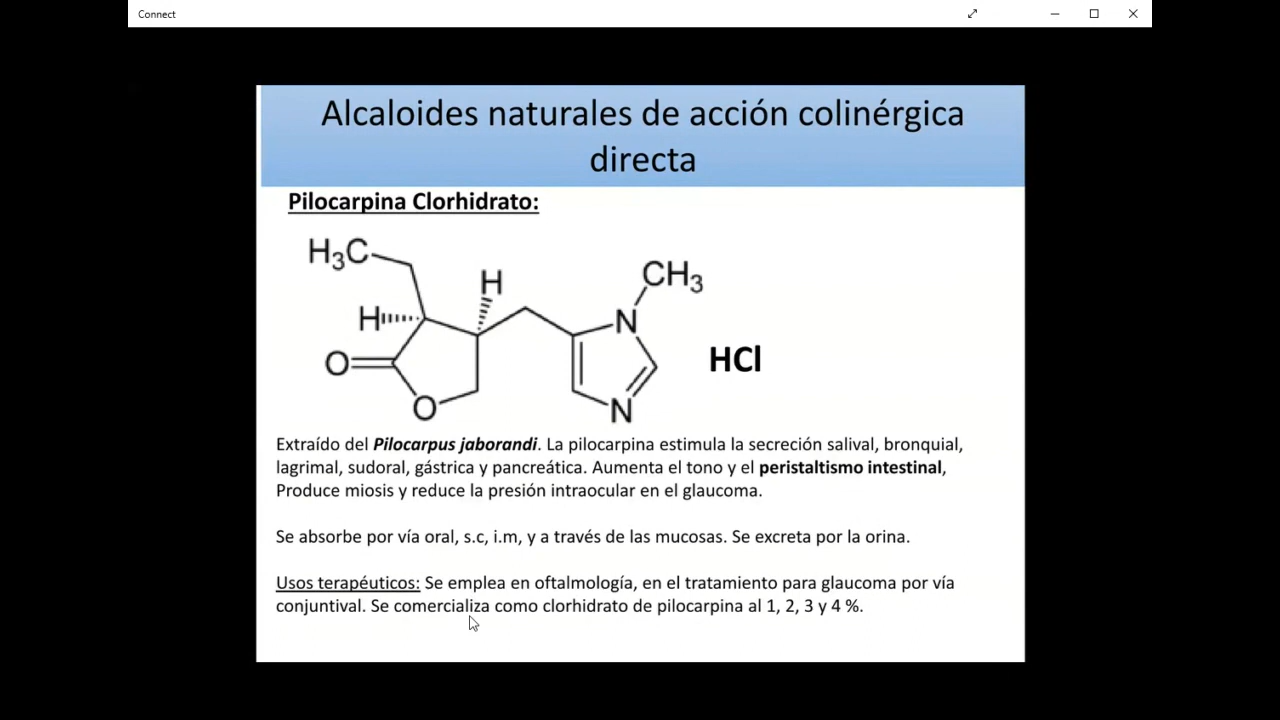 Connect
Alcaloides naturales de acción colinérgica
directa
Pilocarpina Clorhidrato:
H₃C
H
CH₃
H
N
O
HCl
O
N
Extraído del Pilocarpus jaborandi. La pilocarpina estimula la secreción salival, bronquial,
lagrimal, sudoral, gástrica y pancreática. Aumenta el tono y el peristaltismo intestinal,
Produce miosis y reduce la presión intraocular en el glaucoma.
Se absorbe por vía oral, s.c, i.m, y a través de las mucosas. Se excreta por la orina.
Usos terapéuticos: Se emplea en oftalmología, en el tratamiento para glaucoma por vía
conjuntival. Se comercializa como clorhidrato de pilocarpina al 1, 2, 3 y 4 %.